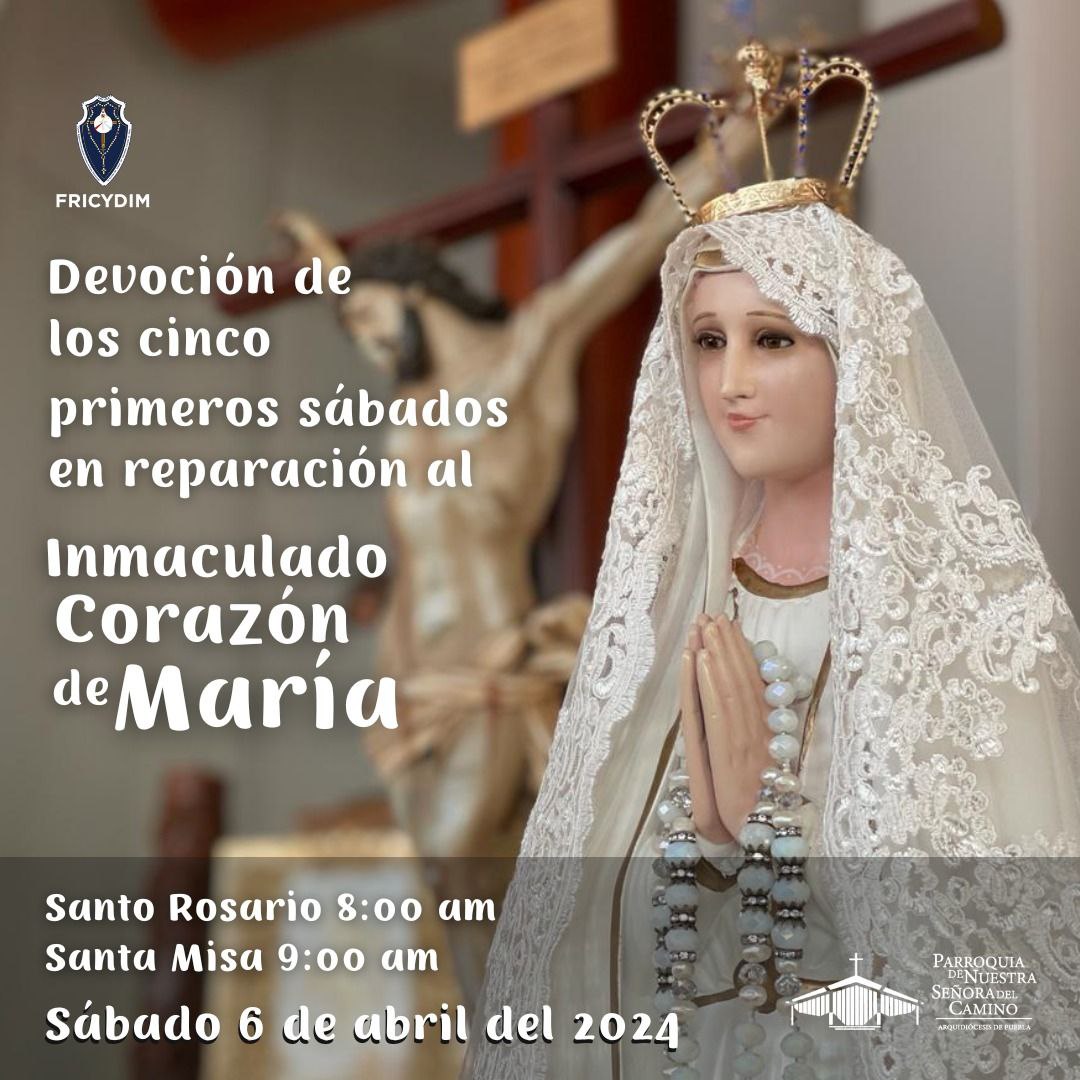 FRICYDIM
Devoción de
los cinco
primeros sábados
en reparación al
Inmaculado
Corazón
de María
Santo Rosario 8:00 am
Santa Misa 9:00 am
Sábado 6 de abril del 2024
PARROQUIA
DE NUESTRA
SEÑORA DEL
CAMINO
ARQUIDIÓCESIS DE PUEBLA